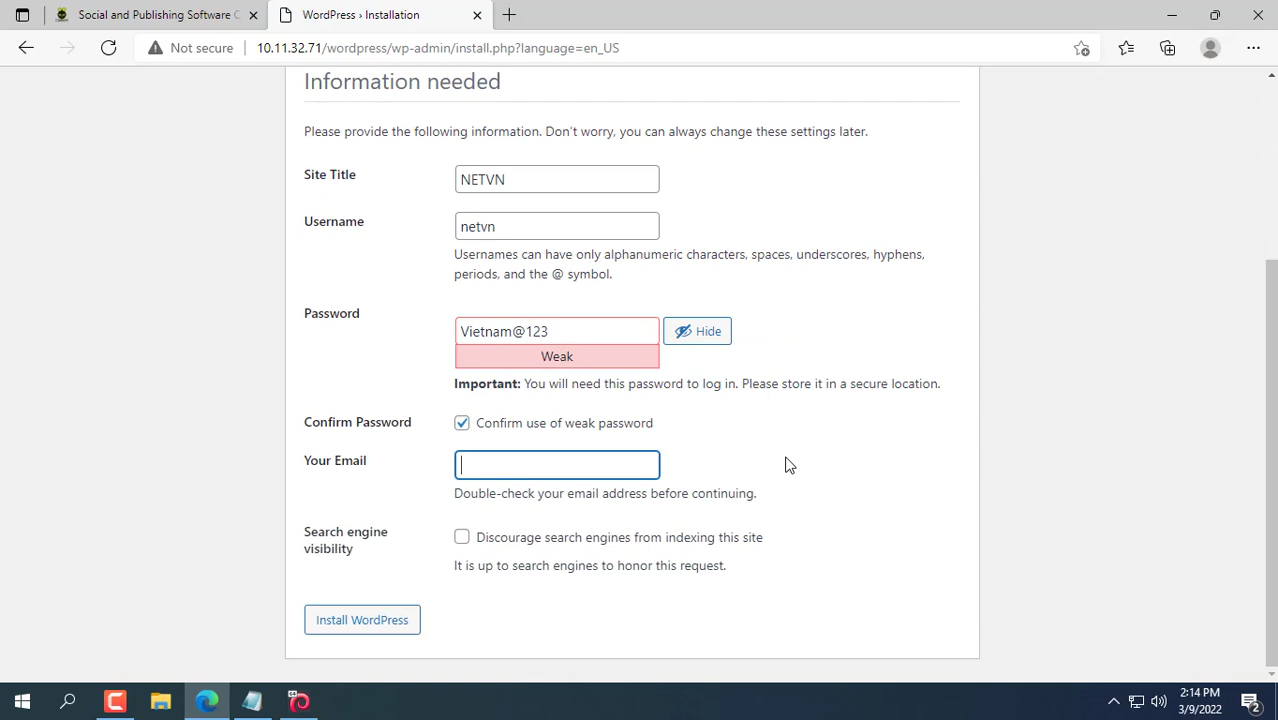 Social and Publishing Software C
WordPress › Installation
Not secure
10.11.32.71/wordpress/wp-admin/install.php?language=en_US
Information needed
Please provide the following information. Don't worry, you can always change these settings later.
Site Title
NETVN
Username
netvn
Usernames can have only alphanumeric characters, spaces, underscores, hyphens,
periods, and the @ symbol.
Password
Vietnam@123
Hide
Weak
Important: You will need this password to log in. Please store it in a secure location.
Confirm Password
Confirm use of weak password
Your Email
Double-check your email address before continuing.
Search engine
visibility
Discourage search engines from indexing this site
It is up to search engines to honor this request.
Install WordPress
2:14 PM
3/9/2022
2